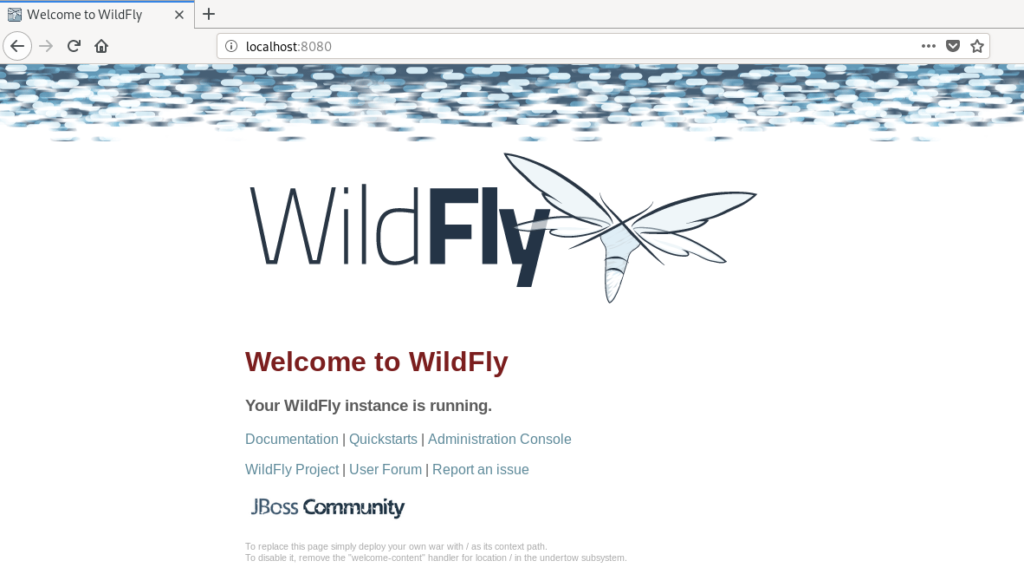 Welcome to WildFly
localhost:8080
WildFly
Welcome to WildFly
Your WildFly instance is running.
Documentation | Quickstarts | Administration Console
WildFly Project | User Forum | Report an issue
JBoss Community
To replace this page simply deploy your own war with / as its context path.
To disable it, remove the "welcome-content" handler for location / in the undertow subsystem.